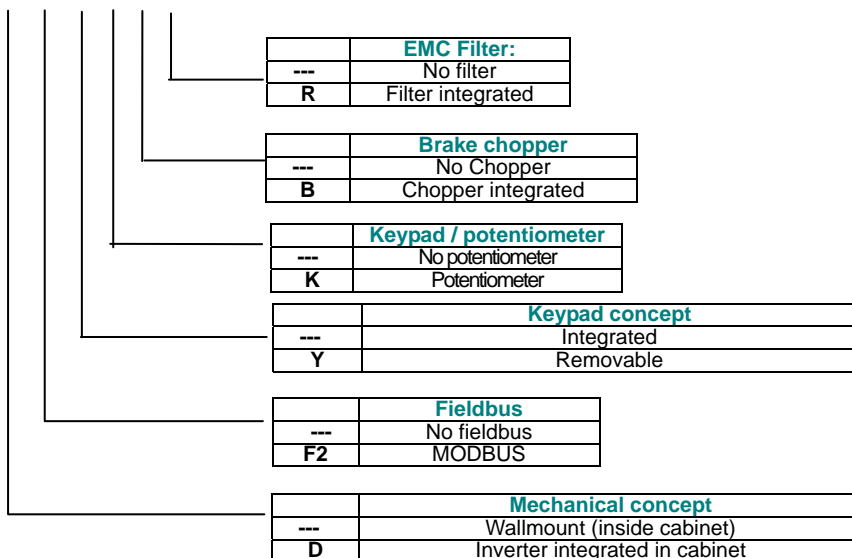 EMC Filter:
--- No filter
R Filter integrated
Brake chopper
--- No Chopper
B Chopper integrated
Keypad / potentiometer
--- No potentiometer
K Potentiometer
Keypad concept
--- Integrated
Y Removable
Fieldbus
--- No fieldbus
F2 MODBUS
Mechanical concept
--- Wallmount (inside cabinet)
D Inverter integrated in cabinet